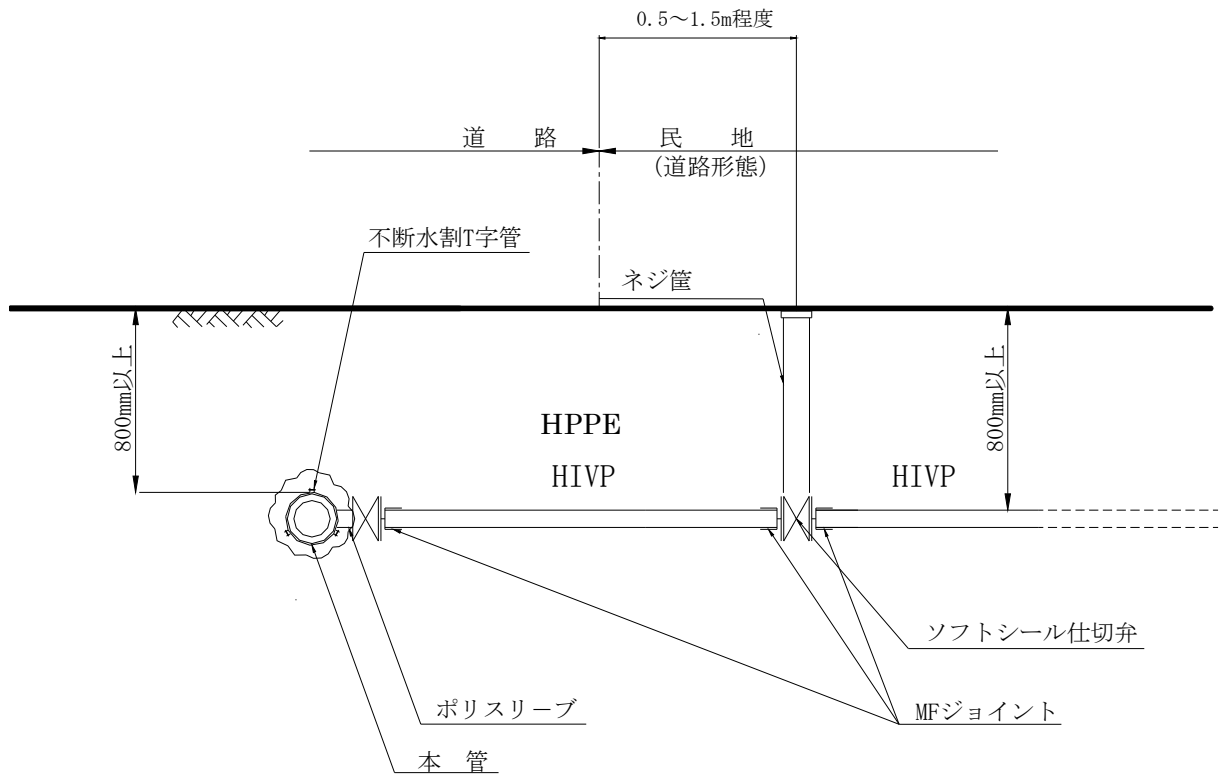 0.5～1.5m程度
道　路
民　地
(道路形態)
不断水割T字管
ネジ筐
800mm以上
800mm以上
HPPE
HIVP
HIVP
ソフトシール仕切弁
ポリスリーブ
MFジョイント
本　管